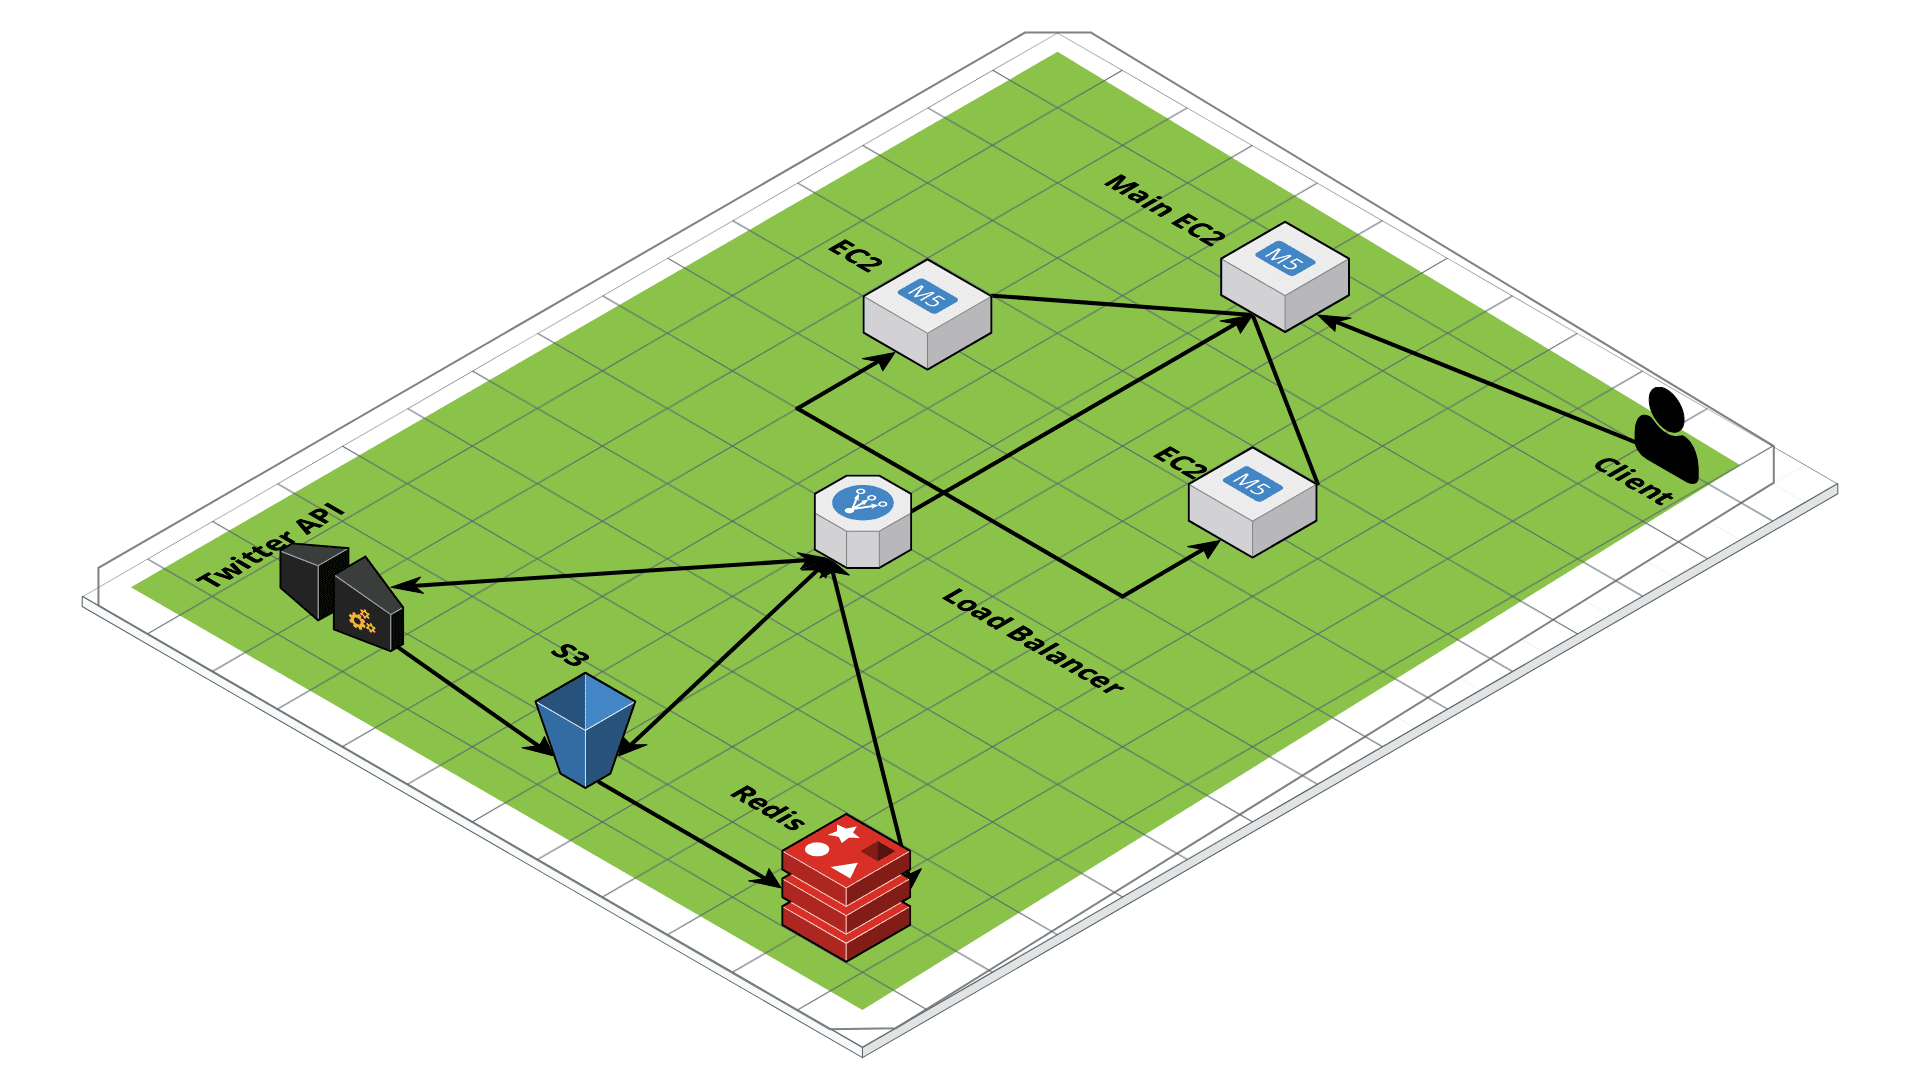 Main EC2
M5
EC2
M5
EC2
M5
Client
Twitter API
Load Balancer
S3
Redis